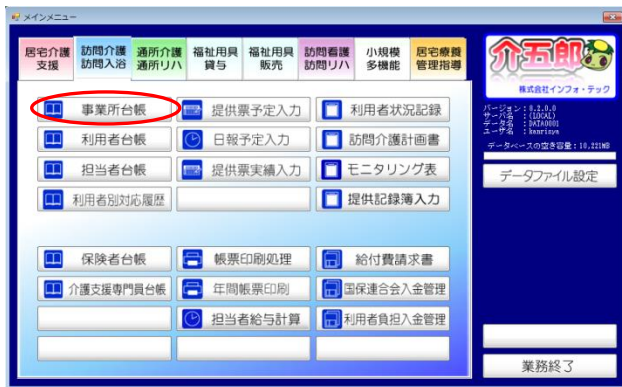 メインメニュー
居宅介護
支援
訪問介護
訪問入浴
通所介護
通所リハ
福祉用具
貸与
福祉用具
販売
訪問看護
訪問リハ
小規模
多機能
居宅療養
管理指導
介五郎
株式会社インフォ・テック
事業所台帳
提供票予定入力
利用者状況記録
利用者台帳
日報予定入力
訪問介護計画書
担当者台帳
提供票実績入力
モニタリング表
利用者別対応履歴
提供記録簿入力
保険者台帳
帳票印刷処理
給付費請求書
介護支援専門員台帳
年間帳票印刷
国保連合会入金管理
担当者給与計算
利用者負担入金管理
バージョン:8.2.0.0
サーバ名 :(LOCAL)
データ名 :DATA0001
ユーザ名 :kanrisya
データベースの空き容量:10,221MB
データファイル設定
業務終了